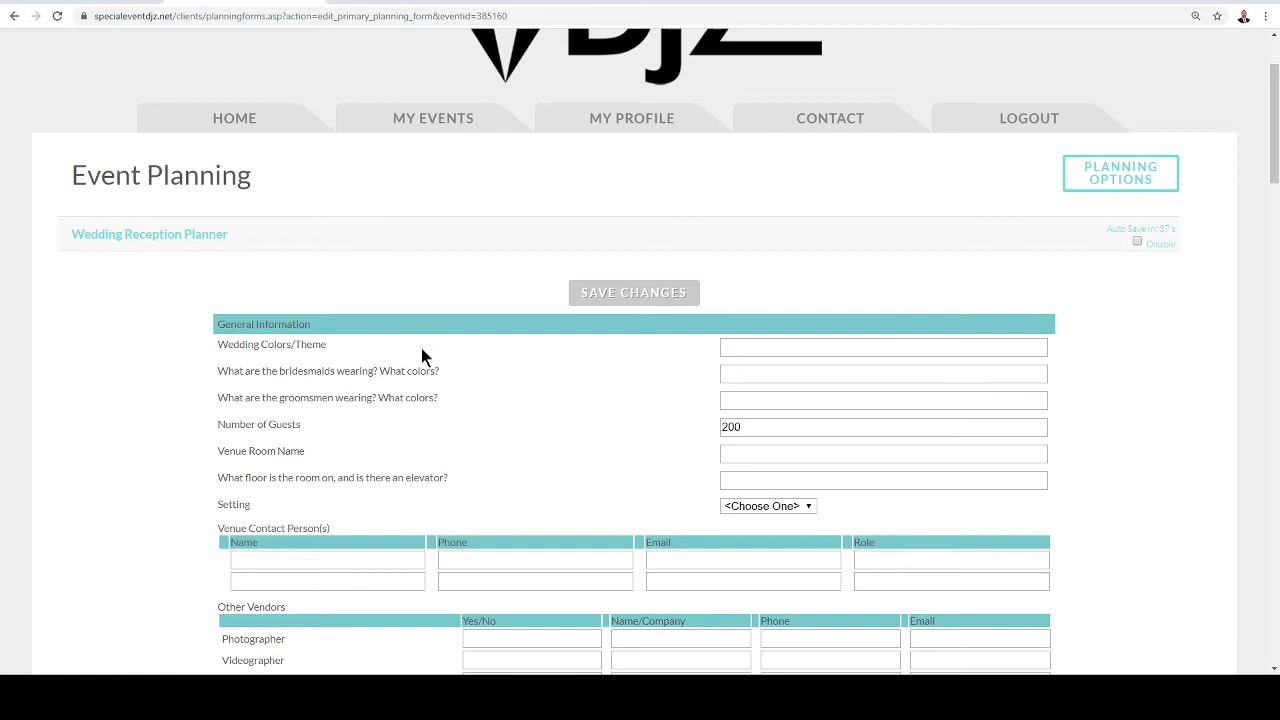 specialeventdjz.net/clients/planningforms.asp?action=edit_primary_planning_form&eventid=385160
HOME MY EVENTS MY PROFILE CONTACT LOGOUT
Event Planning
PLANNING
OPTIONS
Wedding Reception Planner
Auto Save In: 37 s
Disable
SAVE CHANGES
General Information
Wedding Colors/Theme
What are the bridesmaids wearing? What colors?
What are the groomsmen wearing? What colors?
Number of Guests 200
Venue Room Name
What floor is the room on, and is there an elevator?
Setting <Choose One>
Venue Contact Person(s)
Name Phone Email Role
Other Vendors
Yes/No Name/Company Phone Email
Photographer
Videographer